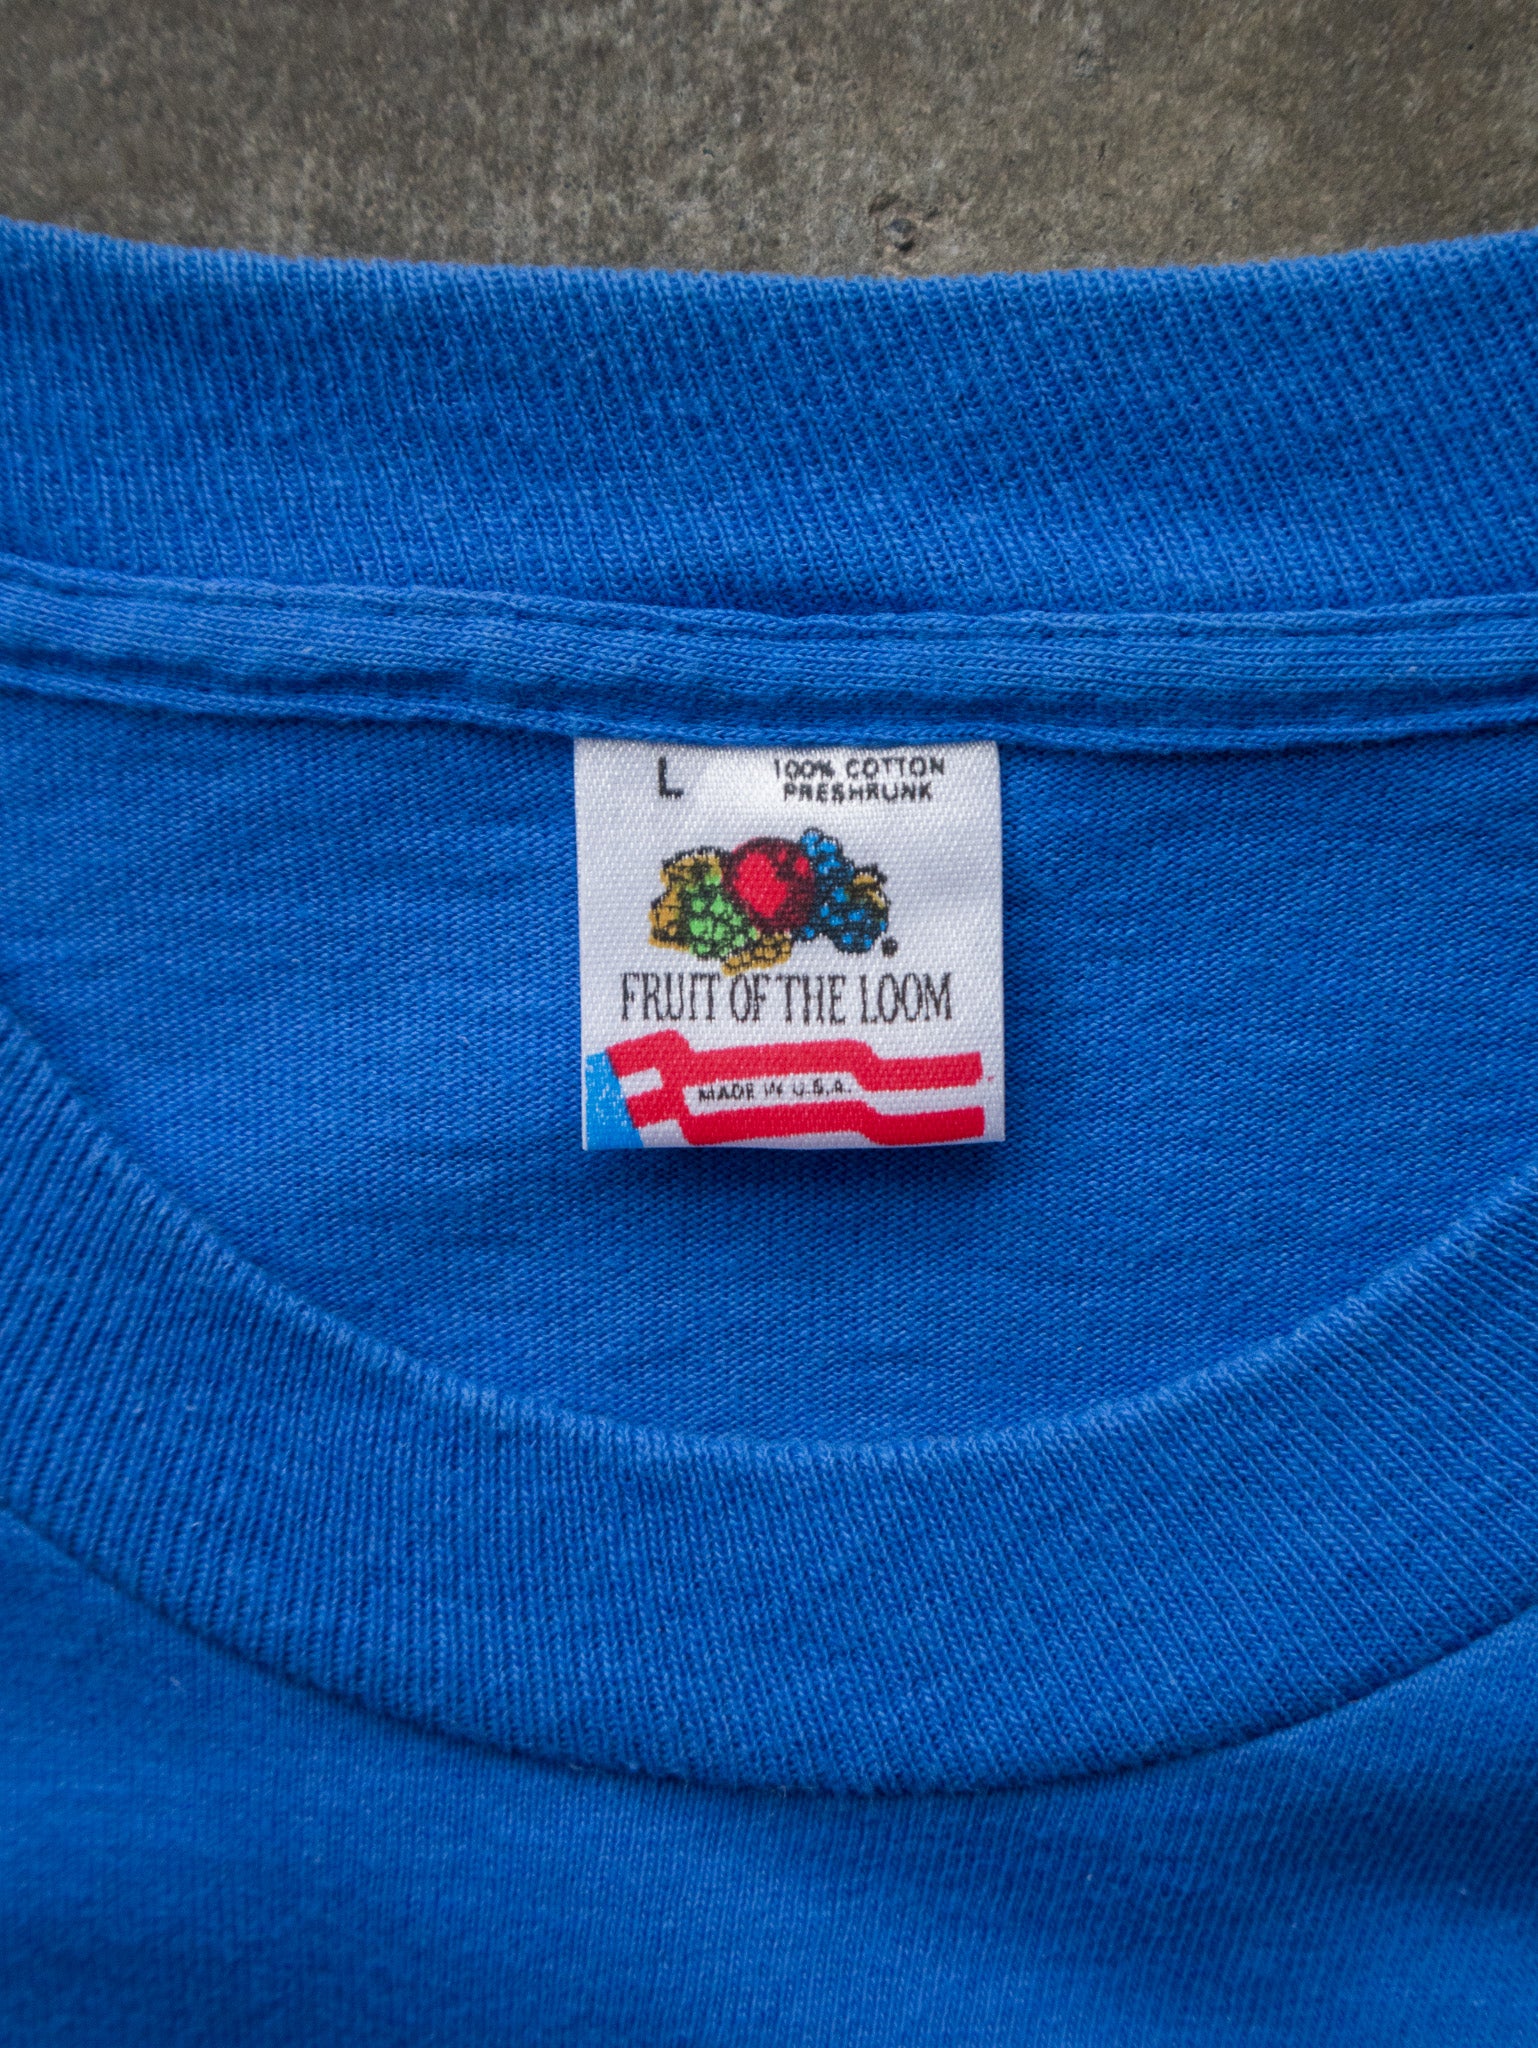 L
100% COTTON
PRESHRUNK
FRUIT OF THE LOOM
MADE IN U.S.A.